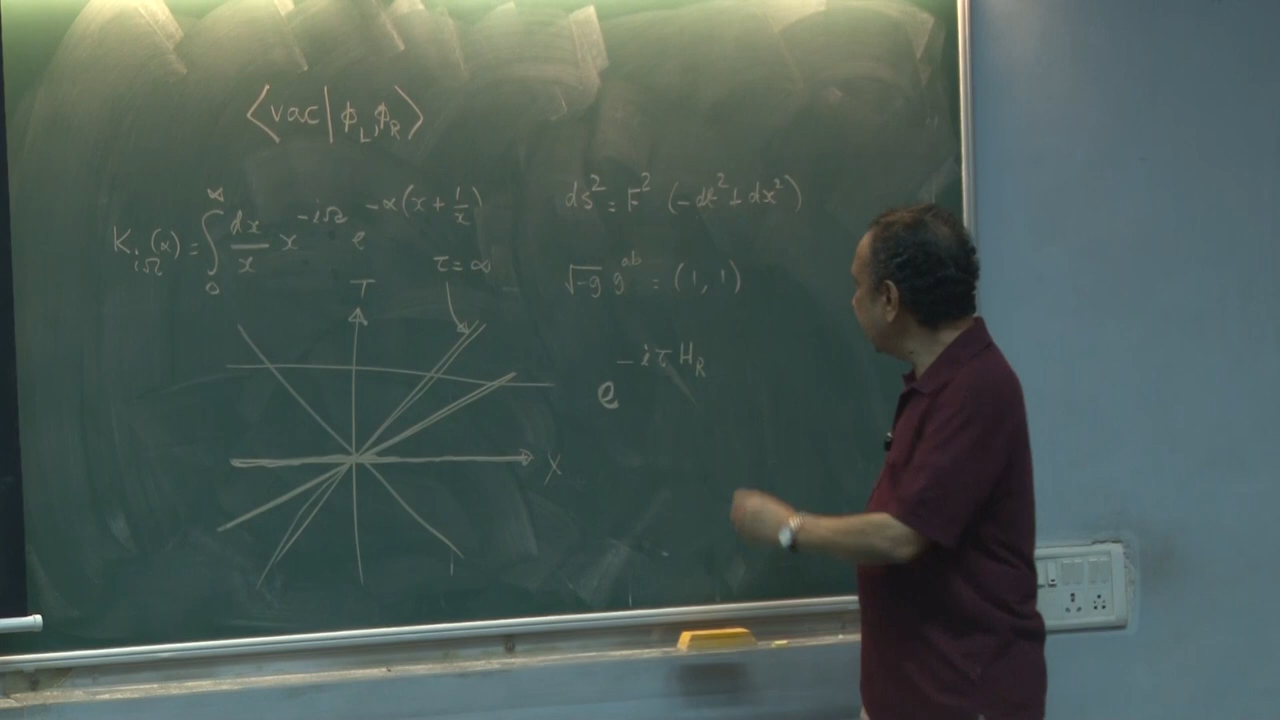 ⟨vac|ϕ_L,ϕ_R⟩
K_{iΩ}(α) = ∫_0^∞ dx/x x^{-iΩ} e^{-α(x+1/x)}
ds² = F² (-dt²+dx²)
√-g g^{ab} = (1, 1)
τ=∞
T
e^{-iτH_R}
X